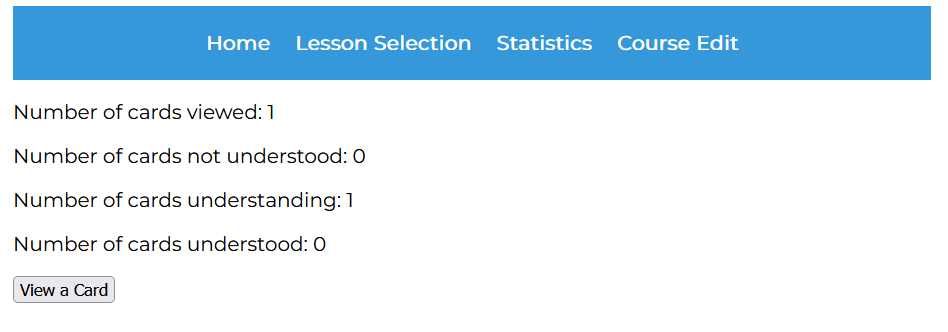 Home Lesson Selection Statistics Course Edit
Number of cards viewed: 1
Number of cards not understood: 0
Number of cards understanding: 1
Number of cards understood: 0
View a Card